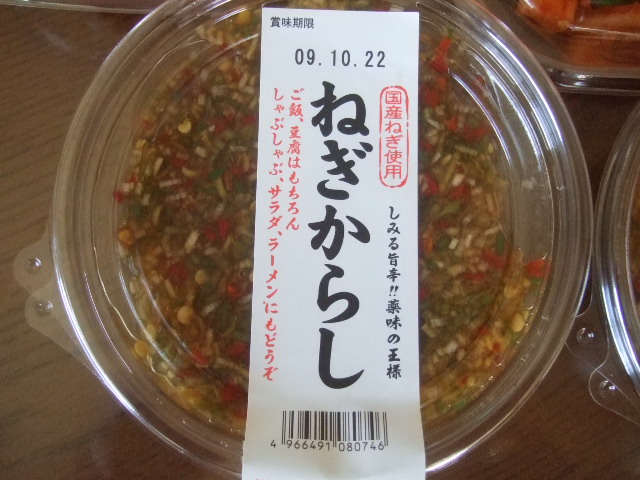 賞味期限
09.10.22
国産ねぎ使用
しみる旨辛!!薬味の王様
ねぎからし
ご飯、豆腐はもちろん
しゃぶしゃぶ、サラダ、ラーメンにもどうぞ
4 966491 080746